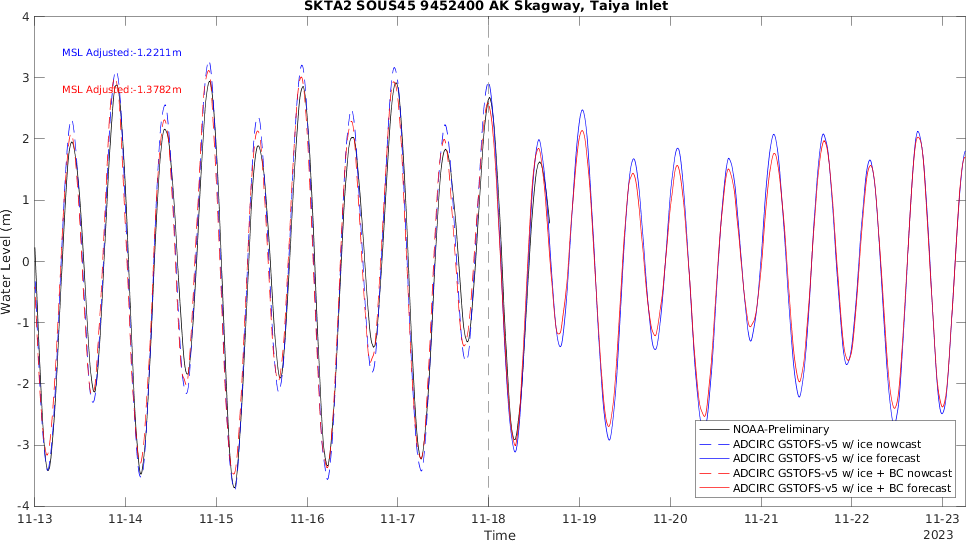 SKTA2 SOUS45 9452400 AK Skagway, Taiya Inlet
MSL Adjusted:-1.2211m
MSL Adjusted:-1.3782m
Water Level (m)
4
3
2
1
0
-1
-2
-3
-4
NOAA-Preliminary
ADCIRC GSTOFS-v5 w/ ice nowcast
ADCIRC GSTOFS-v5 w/ ice forecast
ADCIRC GSTOFS-v5 w/ ice + BC nowcast
ADCIRC GSTOFS-v5 w/ ice + BC forecast
11-13 11-14 11-15 11-16 11-17 11-18 11-19 11-20 11-21 11-22 11-23
Time
2023